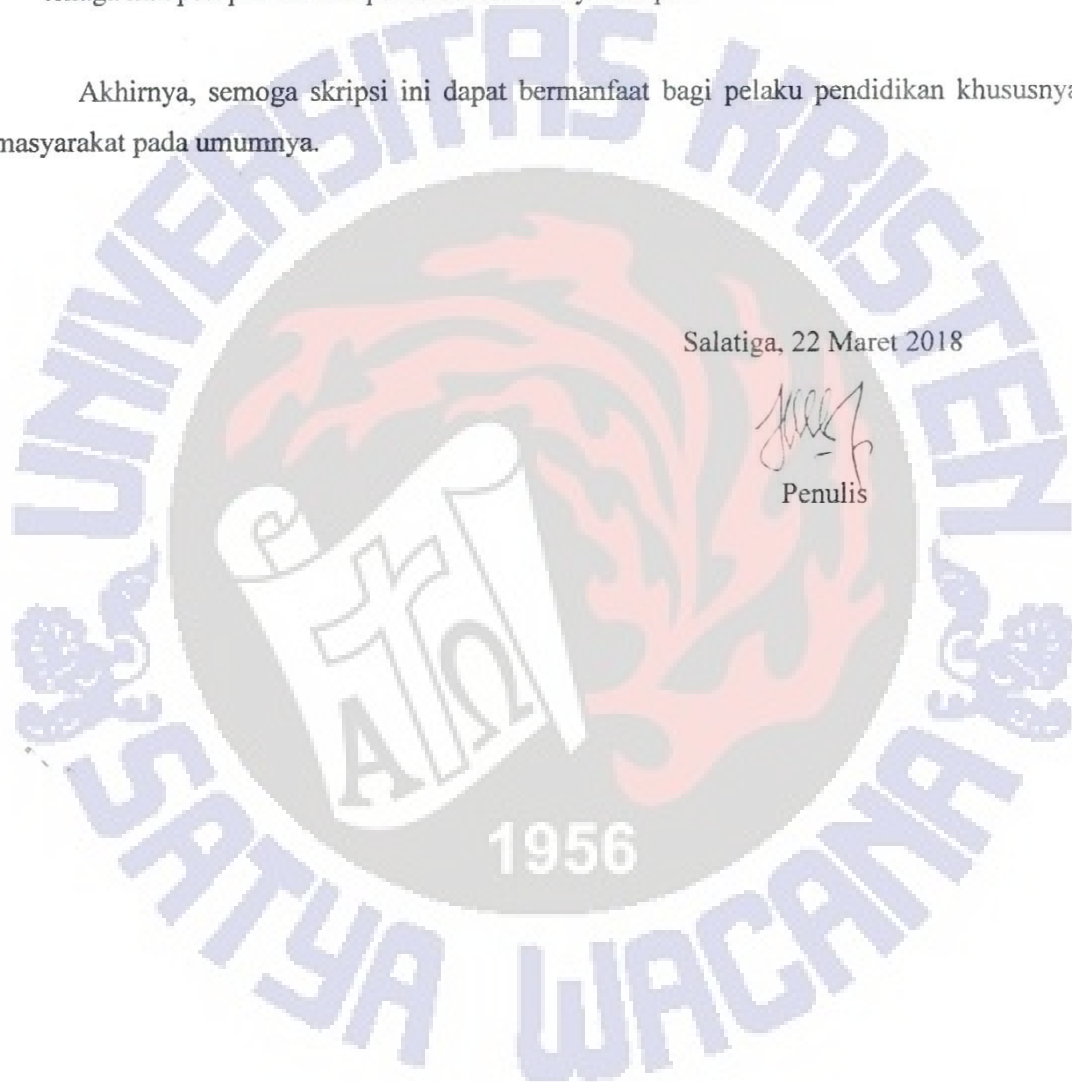 Akhirnya, semoga skripsi ini dapat bermanfaat bagi pelaku pendidikan khususnya
masyarakat pada umumnya.
Salatiga, 22 Maret 2018
Penulis
UNIVERSITAS KRISTEN
SATYA WACANA
ΑΩ
1956